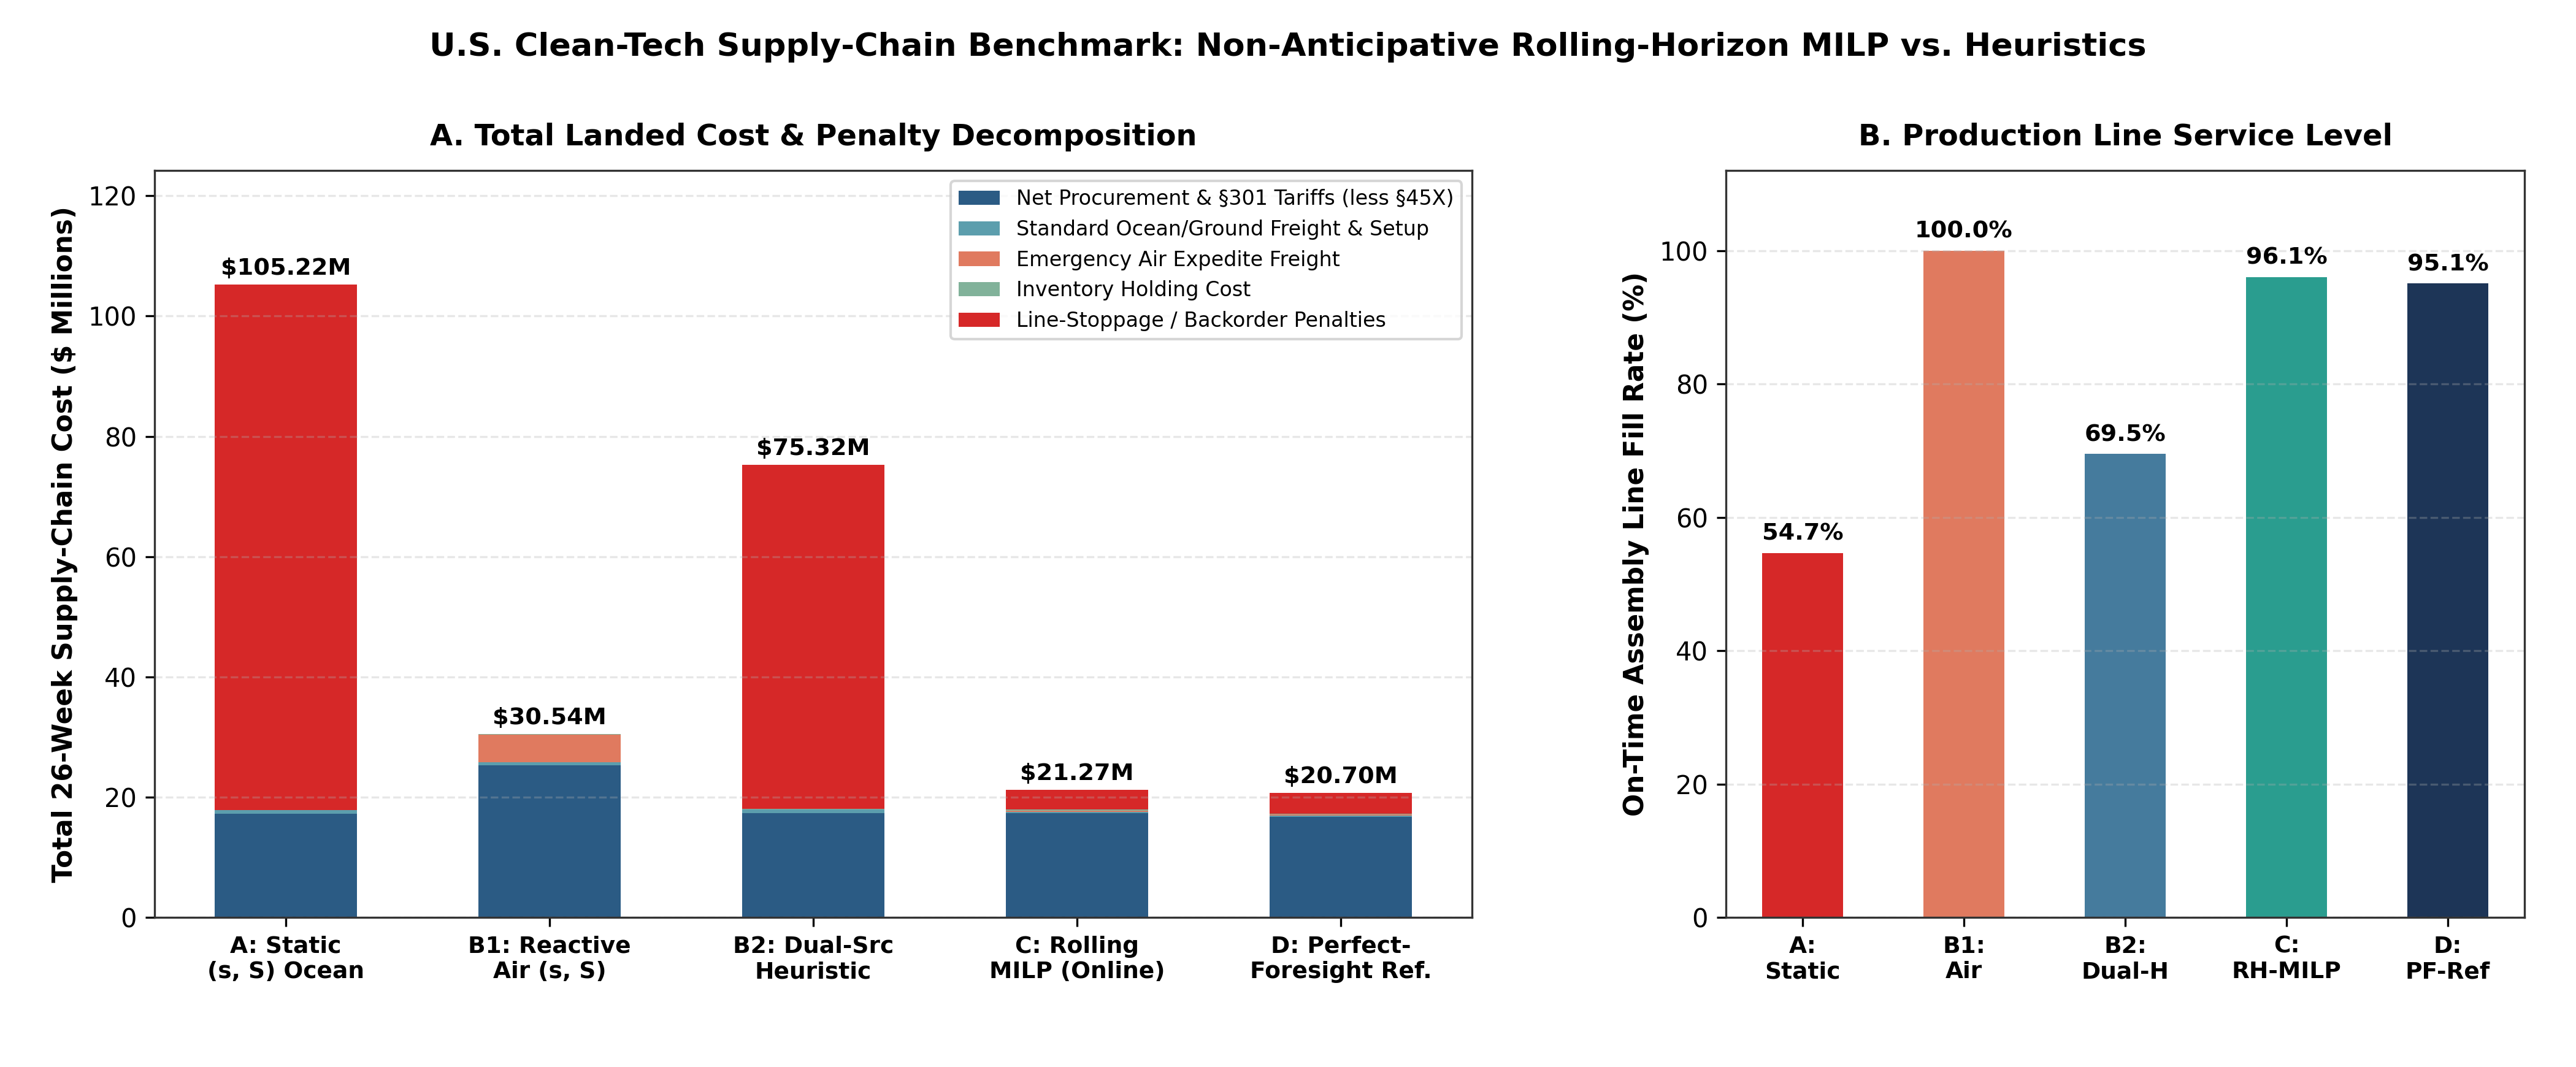 U.S. Clean-Tech Supply-Chain Benchmark: Non-Anticipative Rolling-Horizon MILP vs. Heuristics
A. Total Landed Cost & Penalty Decomposition
Total 26-Week Supply-Chain Cost ($ Millions)
120
100
80
60
40
20
0
Net Procurement & §301 Tariffs (less §45X)
Standard Ocean/Ground Freight & Setup
Emergency Air Expedite Freight
Inventory Holding Cost
Line-Stoppage / Backorder Penalties
$105.22M
$30.54M
$75.32M
$21.27M
$20.70M
A: Static
(s, S) Ocean
B1: Reactive
Air (s, S)
B2: Dual-Src
Heuristic
C: Rolling
MILP (Online)
D: Perfect-
Foresight Ref.
B. Production Line Service Level
On-Time Assembly Line Fill Rate (%)
100
80
60
40
20
0
54.7%
100.0%
69.5%
96.1%
95.1%
A:
Static
B1:
Air
B2:
Dual-H
C:
RH-MILP
D:
PF-Ref